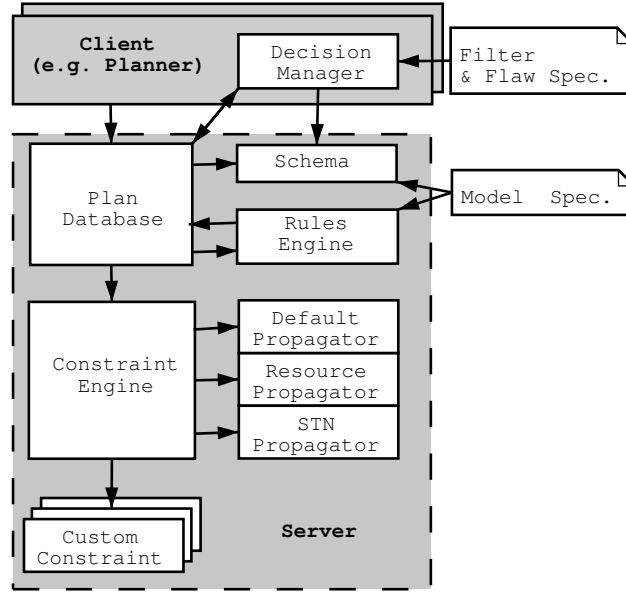 Client
(e.g. Planner)
Decision
Manager
Filter
& Flaw Spec.
Plan
Database
Schema
Rules
Engine
Model Spec.
Constraint
Engine
Default
Propagator
Resource
Propagator
STN
Propagator
Custom
Constraint
Server